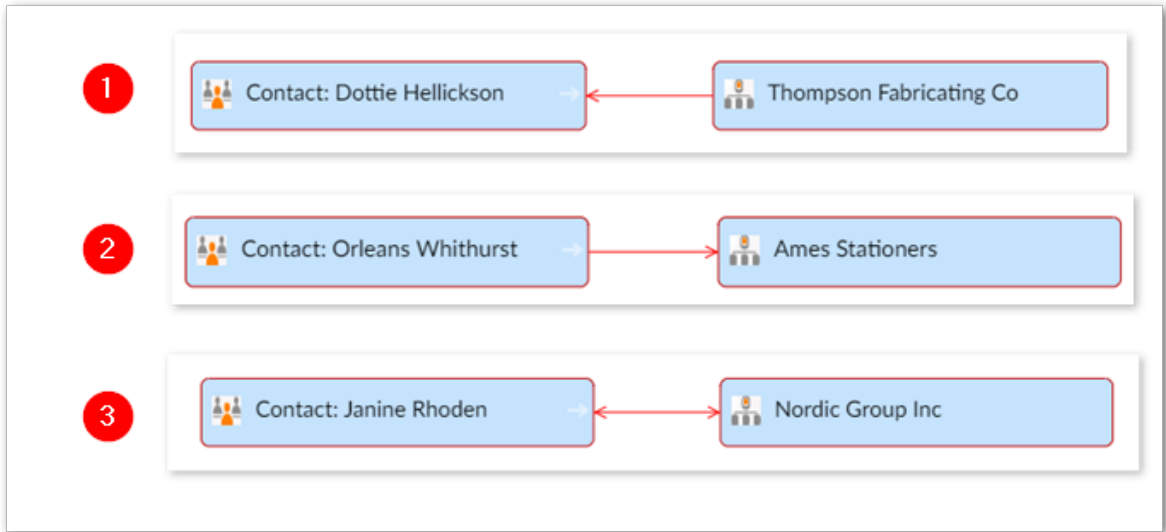 1
Contact: Dottie Hellickson
Thompson Fabricating Co
2
Contact: Orleans Whithurst
Ames Stationers
3
Contact: Janine Rhoden
Nordic Group Inc